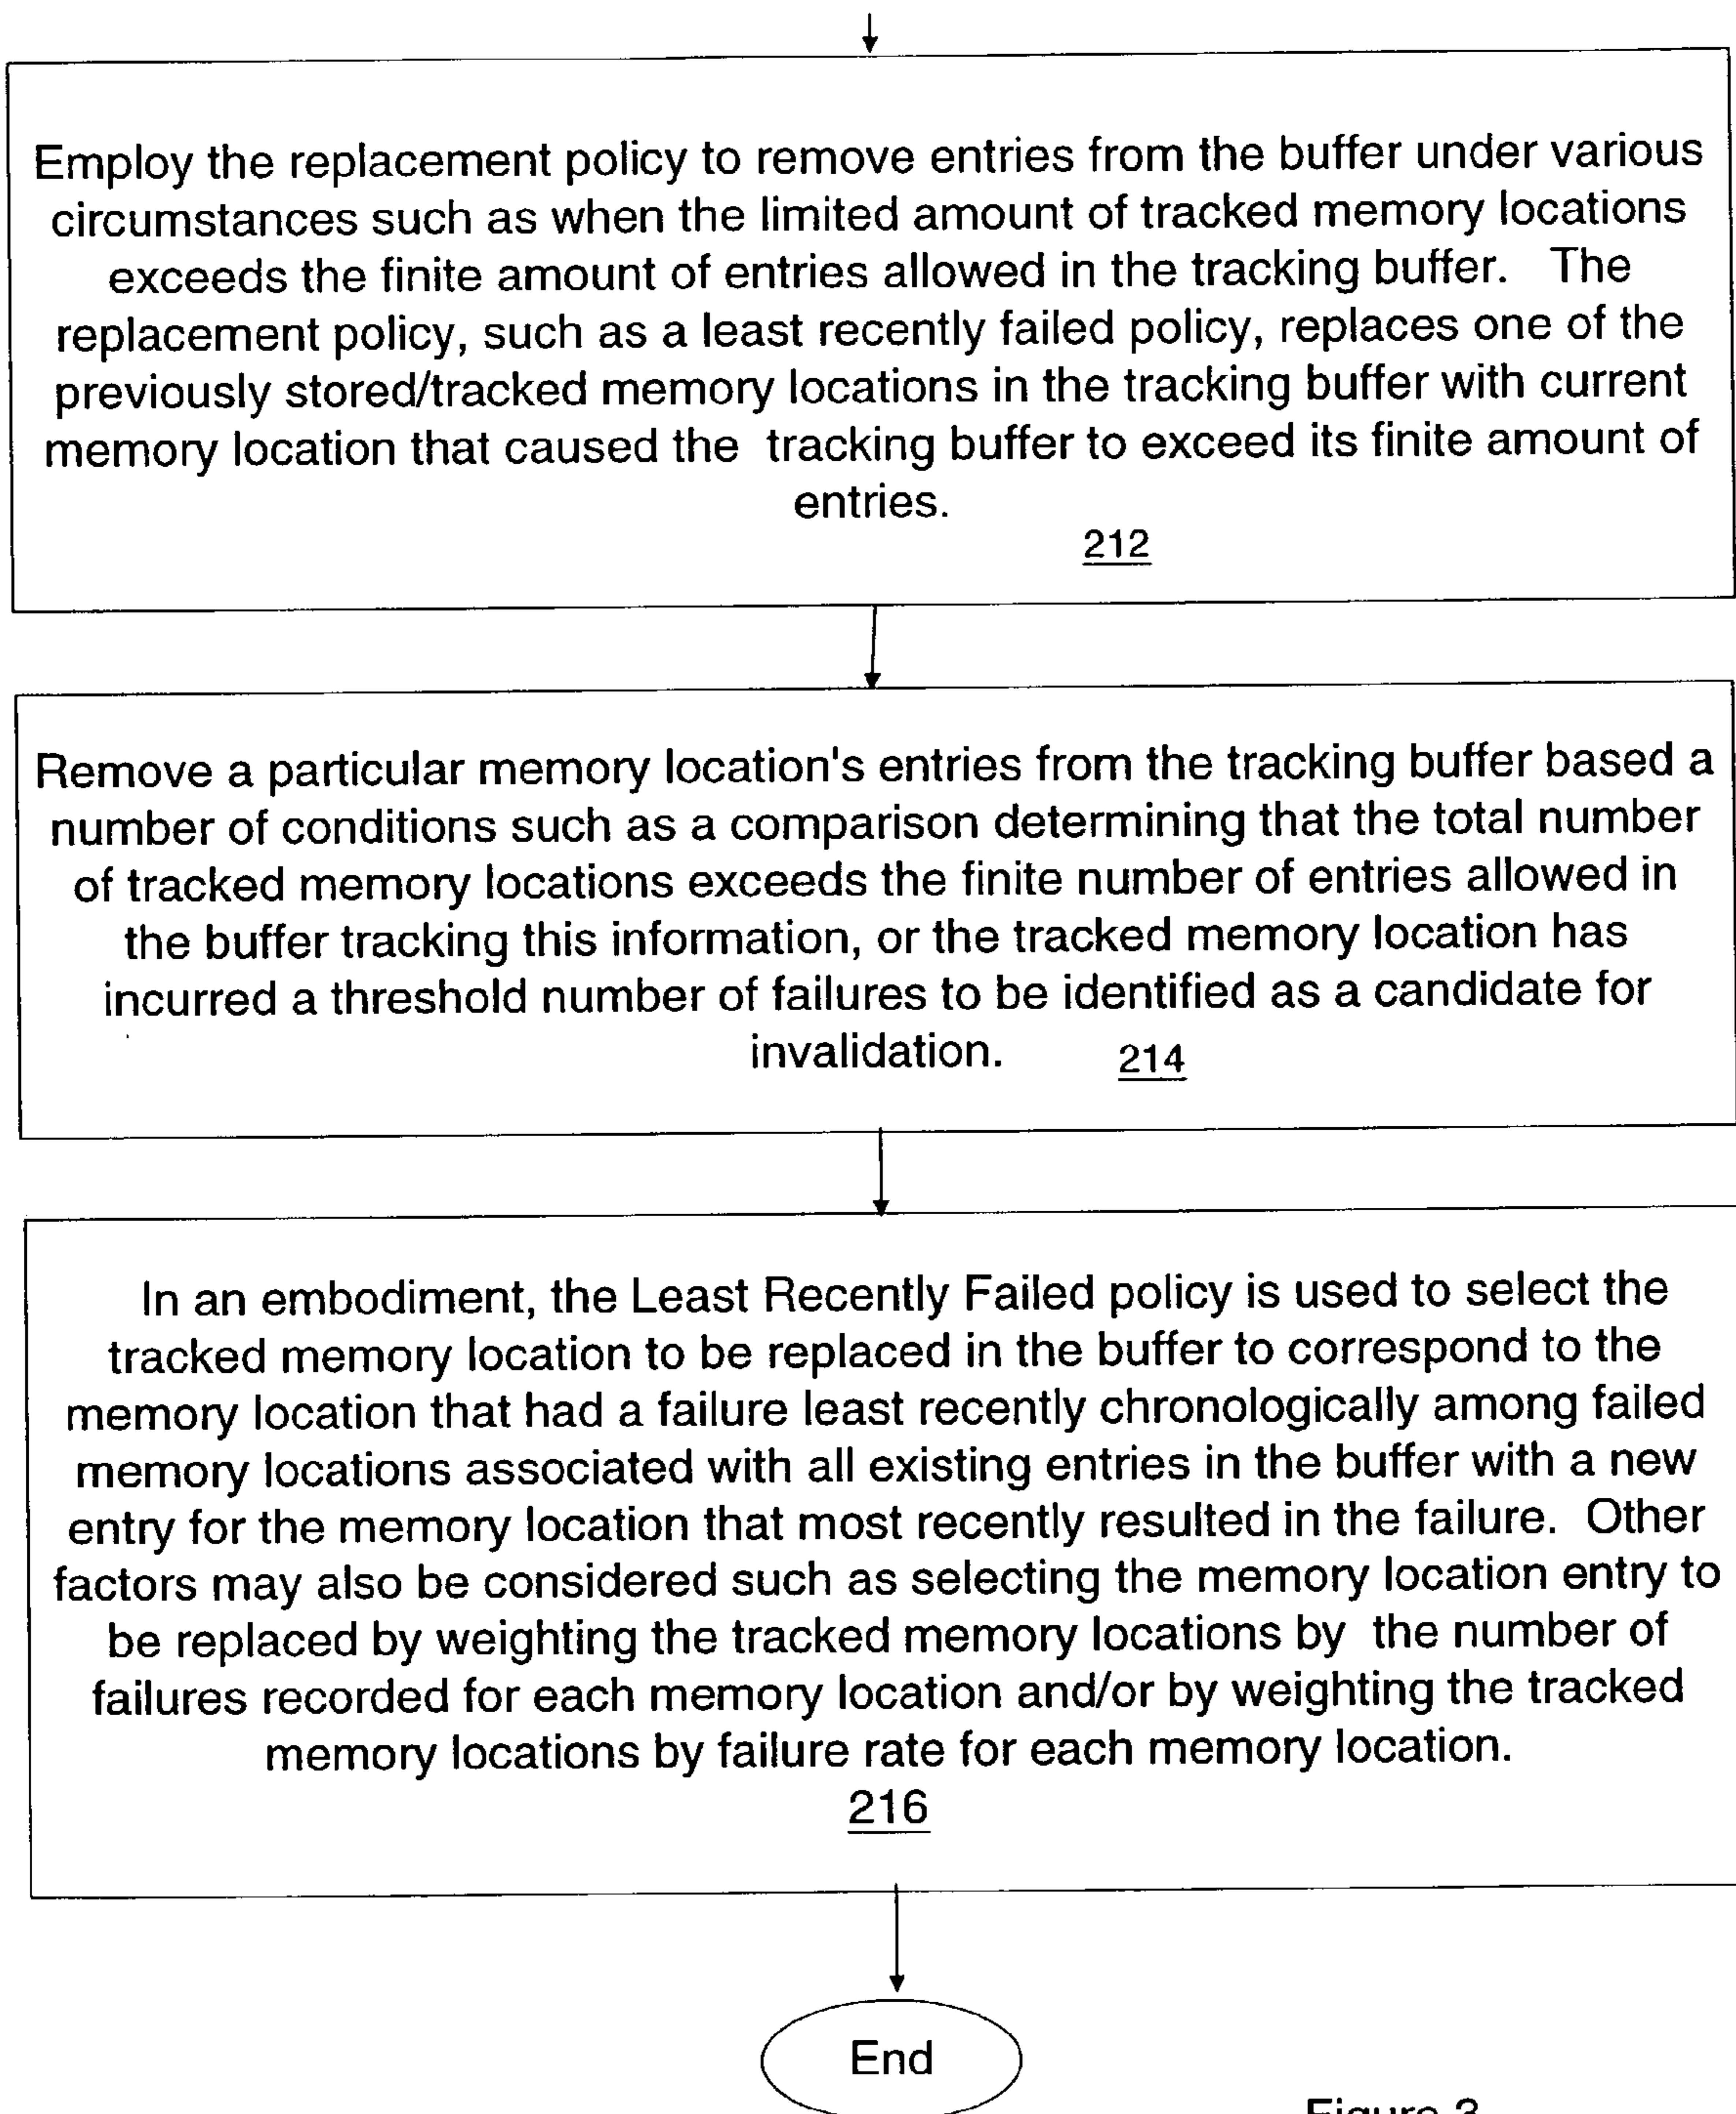 Employ the replacement policy to remove entries from the buffer under various
circumstances such as when the limited amount of tracked memory locations
exceeds the finite amount of entries allowed in the tracking buffer.   The
replacement policy, such as a least recently failed policy, replaces one of the
previously stored/tracked memory locations in the tracking buffer with current
memory location that caused the  tracking buffer to exceed its finite amount of
entries.
212
Remove a particular memory location's entries from the tracking buffer based a
number of conditions such as a comparison determining that the total number
of tracked memory locations exceeds the finite number of entries allowed in
the buffer tracking this information, or the tracked memory location has
incurred a threshold number of failures to be identified as a candidate for
invalidation.
214
In an embodiment, the Least Recently Failed policy is used to select the
tracked memory location to be replaced in the buffer to correspond to the
memory location that had a failure least recently chronologically among failed
memory locations associated with all existing entries in the buffer with a new
entry for the memory location that most recently resulted in the failure.  Other
factors may also be considered such as selecting the memory location entry to
be replaced by weighting the tracked memory locations by  the number of
failures recorded for each memory location and/or by weighting the tracked
memory locations by failure rate for each memory location.
216
End
Figure 3